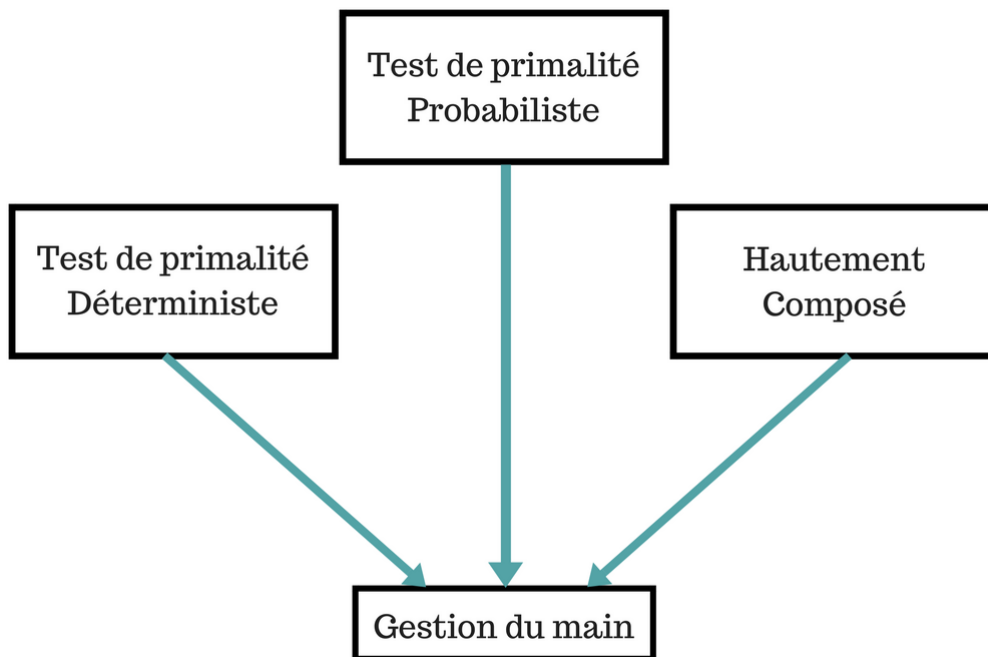 Test de primalité
Probabiliste
Test de primalité
Déterministe
Hautement
Composé
Gestion du main